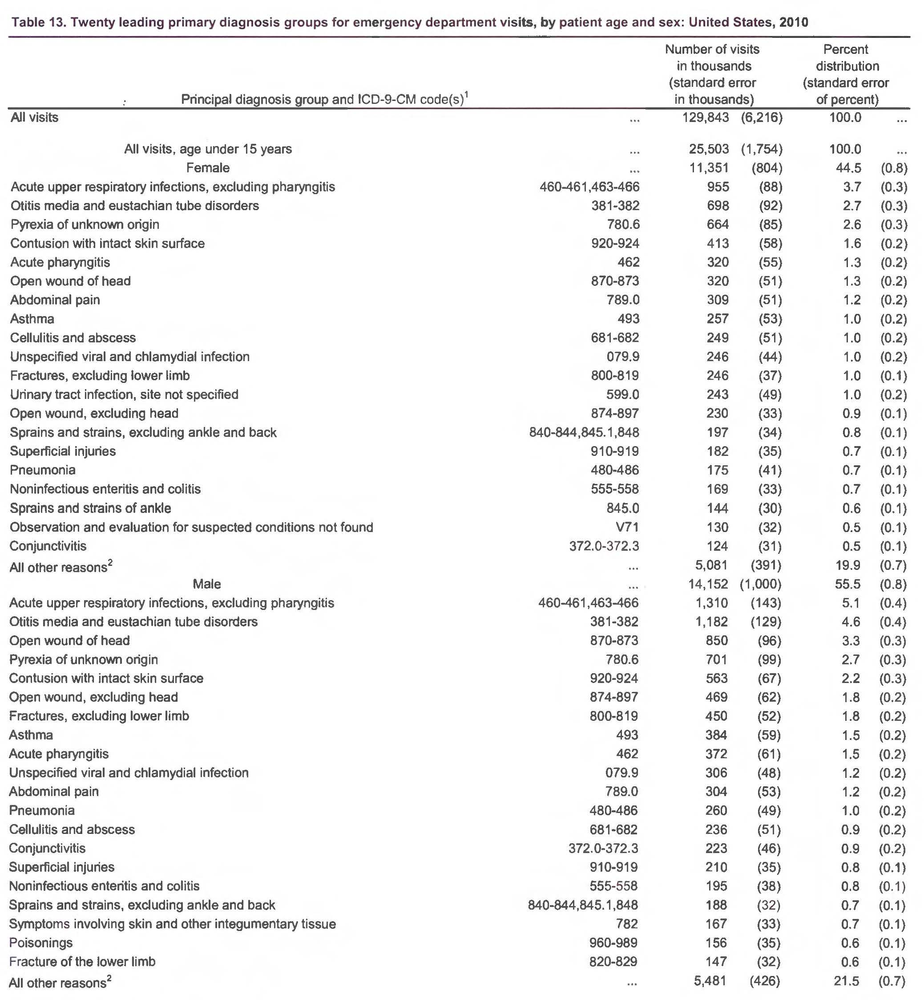 Table 13. Twenty leading primary diagnosis groups for emergency department visits, by patient age and sex: United States, 2010
Principal diagnosis group and ICD-9-CM code(s)1 Number of visits in thousands (standard error in thousands) Percent distribution (standard error of percent)
All visits ... 129,843 (6,216) 100.0 ...
All visits, age under 15 years ... 25,503 (1,754) 100.0 ...
Female ... 11,351 (804) 44.5 (0.8)
Acute upper respiratory infections, excluding pharyngitis 460-461,463-466 955 (88) 3.7 (0.3)
Otitis media and eustachian tube disorders 381-382 698 (92) 2.7 (0.3)
Pyrexia of unknown origin 780.6 664 (85) 2.6 (0.3)
Contusion with intact skin surface 920-924 413 (58) 1.6 (0.2)
Acute pharyngitis 462 320 (55) 1.3 (0.2)
Open wound of head 870-873 320 (51) 1.3 (0.2)
Abdominal pain 789.0 309 (51) 1.2 (0.2)
Asthma 493 257 (53) 1.0 (0.2)
Cellulitis and abscess 681-682 249 (51) 1.0 (0.2)
Unspecified viral and chlamydial infection 079.9 246 (44) 1.0 (0.2)
Fractures, excluding lower limb 800-819 246 (37) 1.0 (0.1)
Urinary tract infection, site not specified 599.0 243 (49) 1.0 (0.2)
Open wound, excluding head 874-897 230 (33) 0.9 (0.1)
Sprains and strains, excluding ankle and back 840-844,845.1,848 197 (34) 0.8 (0.1)
Superficial injuries 910-919 182 (35) 0.7 (0.1)
Pneumonia 480-486 175 (41) 0.7 (0.1)
Noninfectious enteritis and colitis 555-558 169 (33) 0.7 (0.1)
Sprains and strains of ankle 845.0 144 (30) 0.6 (0.1)
Observation and evaluation for suspected conditions not found V71 130 (32) 0.5 (0.1)
Conjunctivitis 372.0-372.3 124 (31) 0.5 (0.1)
All other reasons2 ... 5,081 (391) 19.9 (0.7)
Male ... 14,152 (1,000) 55.5 (0.8)
Acute upper respiratory infections, excluding pharyngitis 460-461,463-466 1,310 (143) 5.1 (0.4)
Otitis media and eustachian tube disorders 381-382 1,182 (129) 4.6 (0.4)
Open wound of head 870-873 850 (96) 3.3 (0.3)
Pyrexia of unknown origin 780.6 701 (99) 2.7 (0.3)
Contusion with intact skin surface 920-924 563 (67) 2.2 (0.3)
Open wound, excluding head 874-897 469 (62) 1.8 (0.2)
Fractures, excluding lower limb 800-819 450 (52) 1.8 (0.2)
Asthma 493 384 (59) 1.5 (0.2)
Acute pharyngitis 462 372 (61) 1.5 (0.2)
Unspecified viral and chlamydial infection 079.9 306 (48) 1.2 (0.2)
Abdominal pain 789.0 304 (53) 1.2 (0.2)
Pneumonia 480-486 260 (49) 1.0 (0.2)
Cellulitis and abscess 681-682 236 (51) 0.9 (0.2)
Conjunctivitis 372.0-372.3 223 (46) 0.9 (0.2)
Superficial injuries 910-919 210 (35) 0.8 (0.1)
Noninfectious enteritis and colitis 555-558 195 (38) 0.8 (0.1)
Sprains and strains, excluding ankle and back 840-844,845.1,848 188 (32) 0.7 (0.1)
Symptoms involving skin and other integumentary tissue 782 167 (33) 0.7 (0.1)
Poisonings 960-989 156 (35) 0.6 (0.1)
Fracture of the lower limb 820-829 147 (32) 0.6 (0.1)
All other reasons2 ... 5,481 (426) 21.5 (0.7)